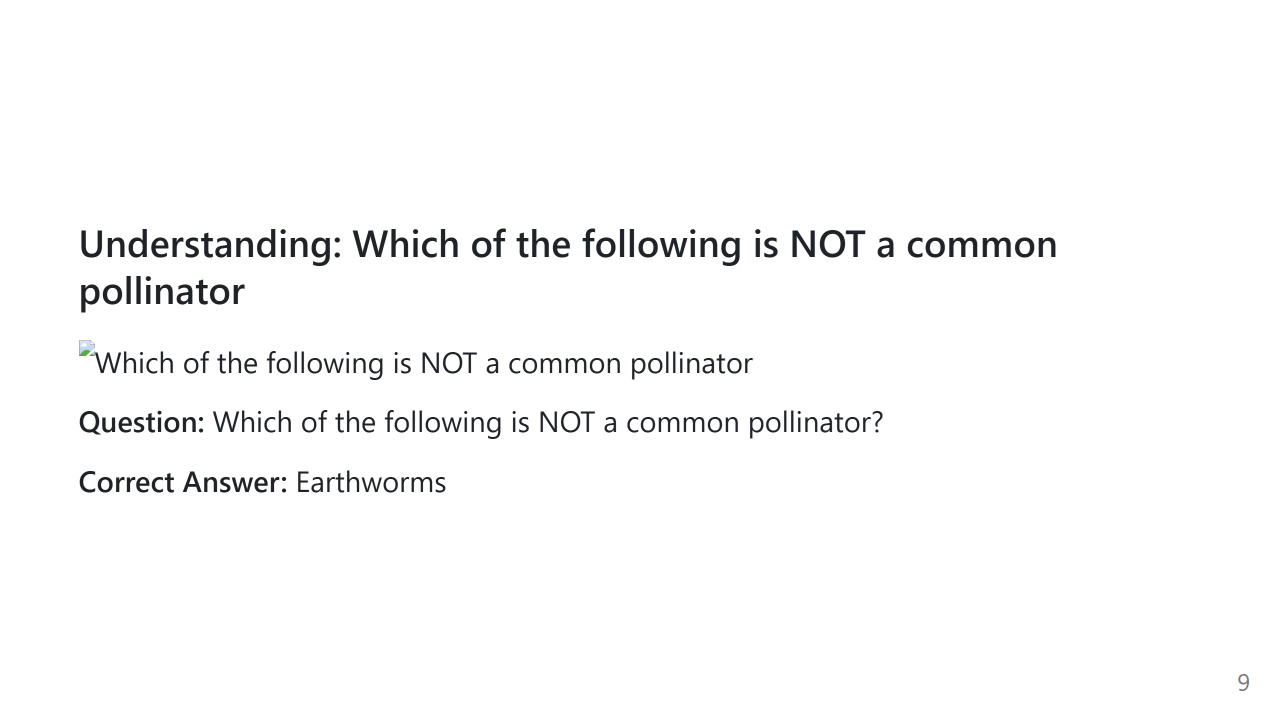 Understanding: Which of the following is NOT a common
pollinator
Which of the following is NOT a common pollinator
Question: Which of the following is NOT a common pollinator?
Correct Answer: Earthworms
9